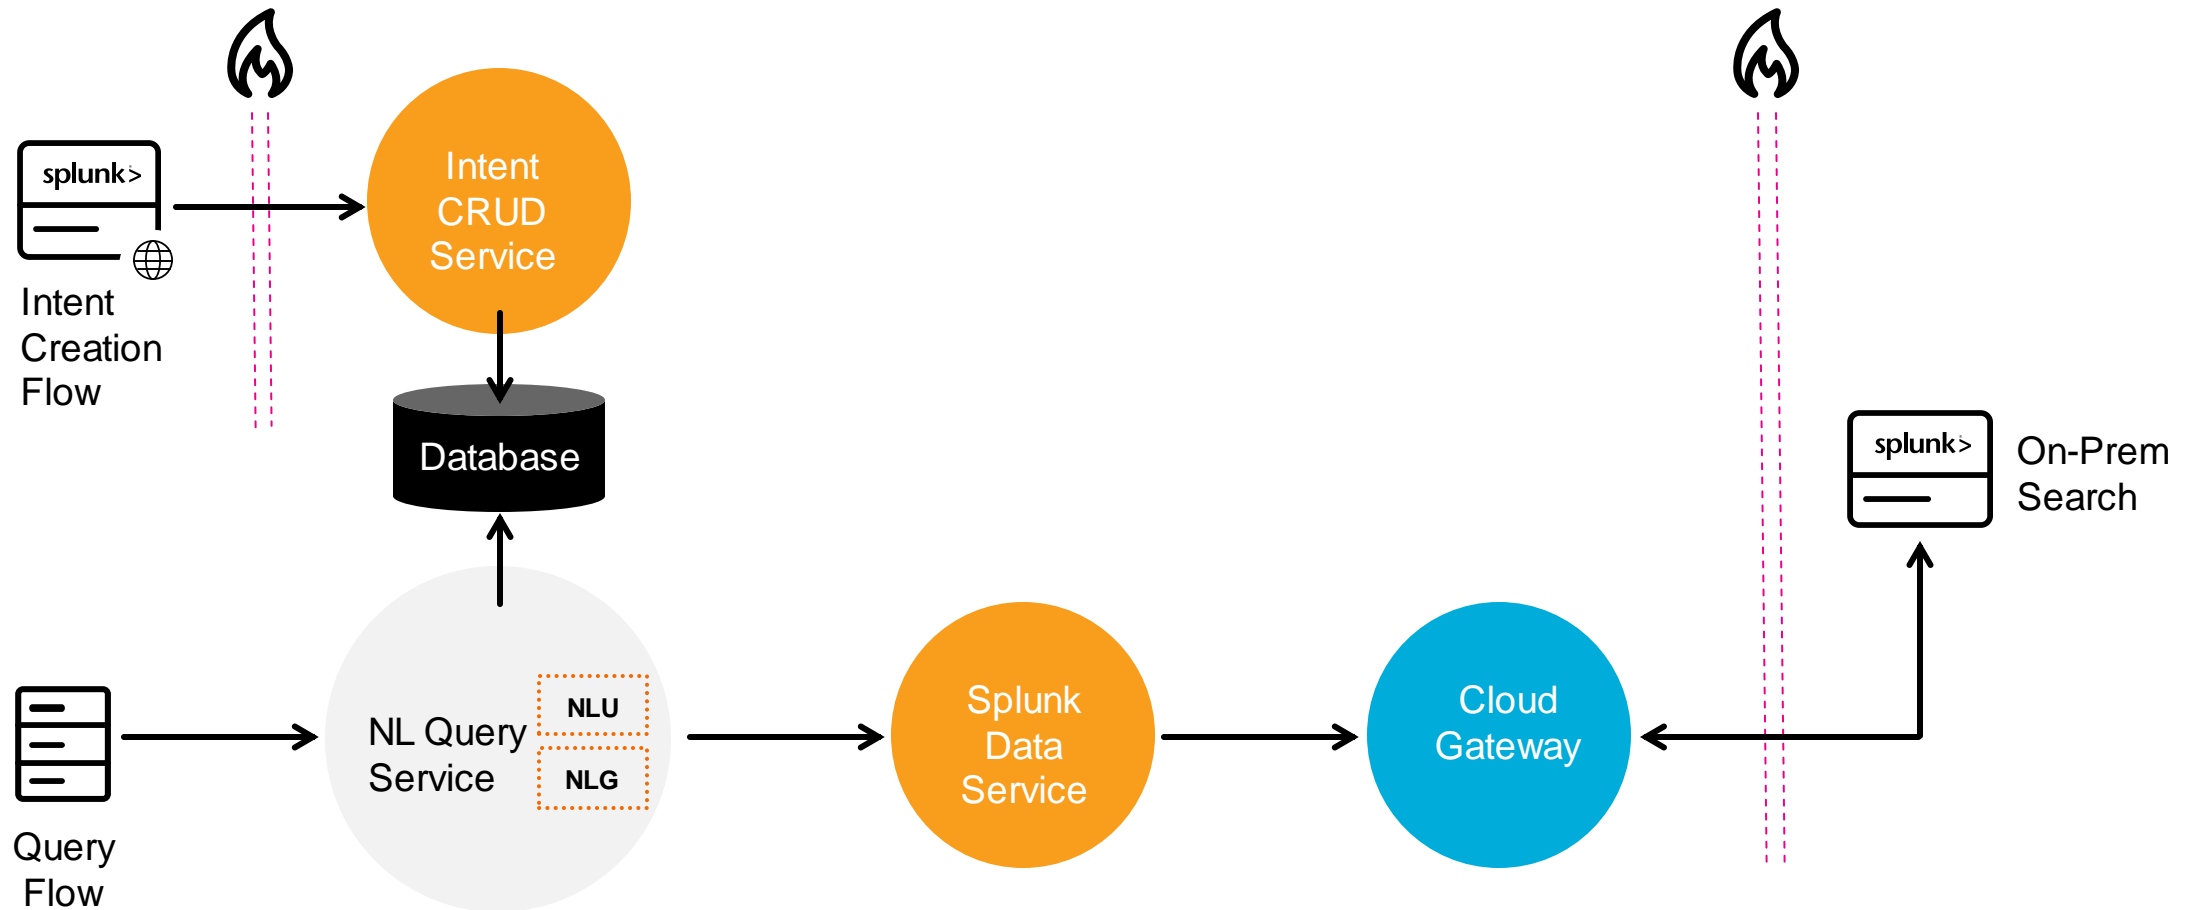 splunk>
Intent
Creation
Flow
Intent
CRUD
Service
Database
splunk>
On-Prem
Search
Query
Flow
NL Query
Service
NLU
NLG
Splunk
Data
Service
Cloud
Gateway